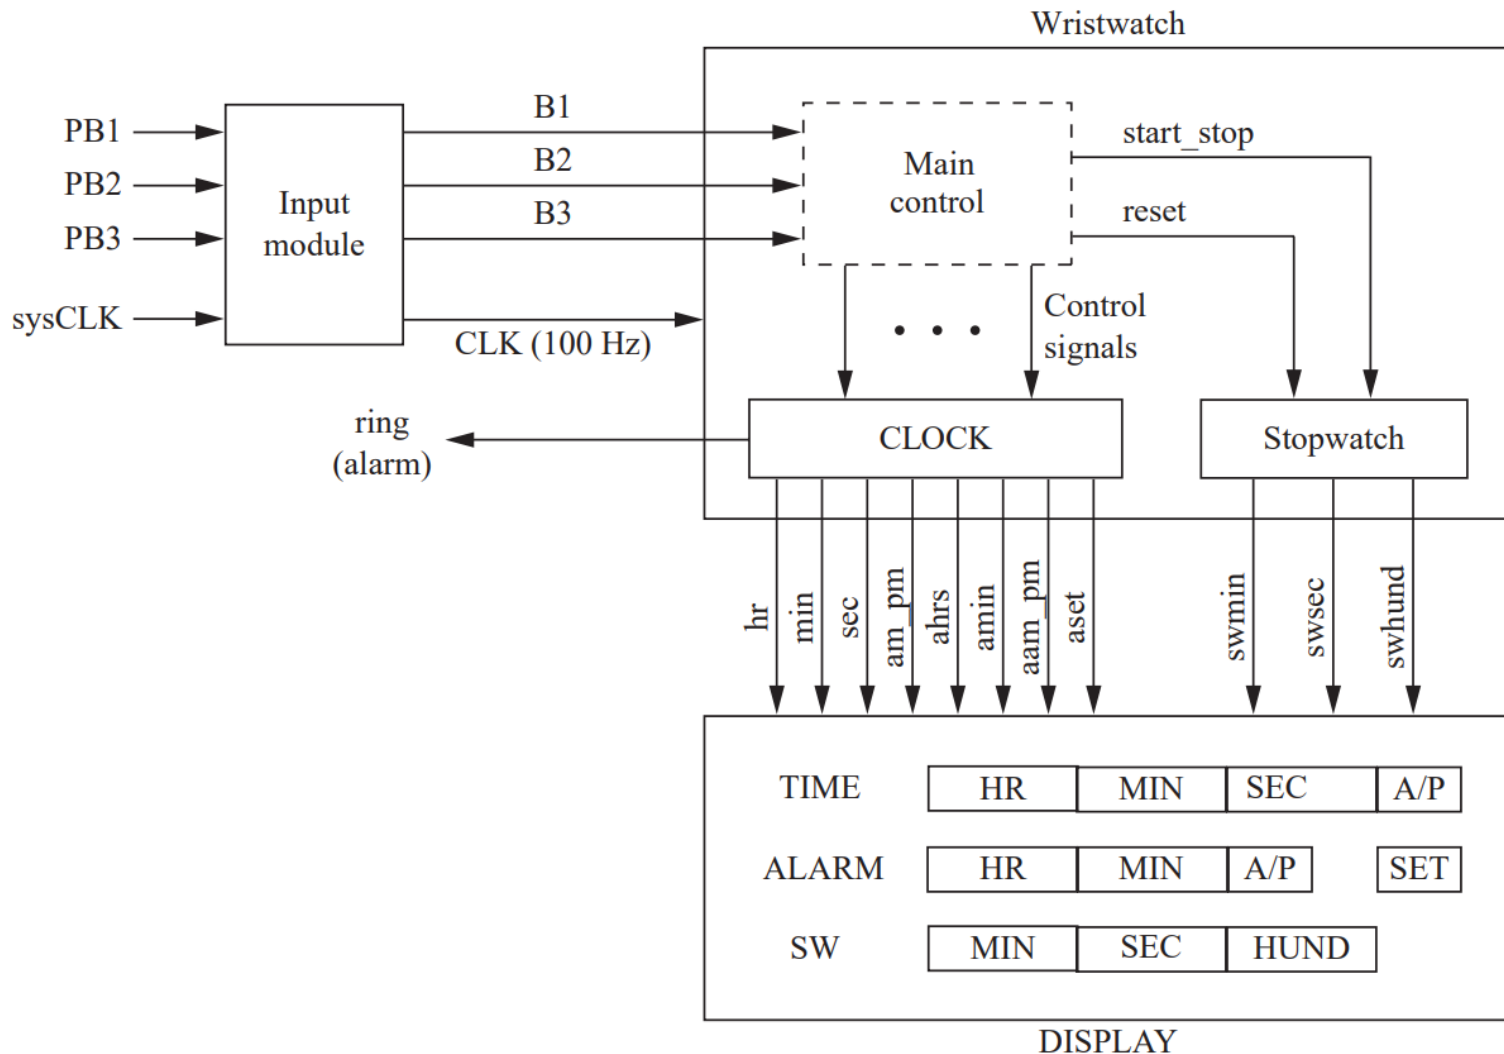 Wristwatch
PB1
PB2
PB3
sysCLK
Input
module
B1
B2
B3
CLK (100 Hz)
Main
control
start_stop
reset
Control
signals
ring
(alarm)
CLOCK
Stopwatch
hr
min
sec
am_pm
ahrs
amin
aam_pm
aset
swmin
swsec
swhund
TIME HR MIN SEC A/P
ALARM HR MIN A/P SET
SW MIN SEC HUND
DISPLAY